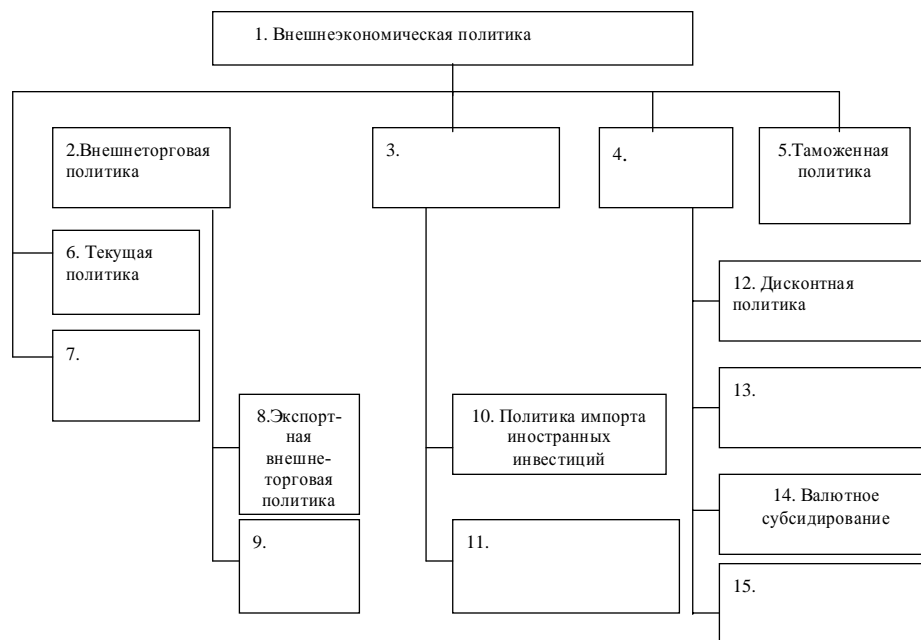 1. Внешнеэкономическая политика
2.Внешнеторговая
политика
3.
4.
5.Таможенная
политика
6. Текущая
политика
7.
8.Экспорт-
ная
внешне-
торговая
политика
9.
10. Политика импорта
иностранных
инвестиций
11.
12. Дисконтная
политика
13.
14. Валютное
субсидирование
15.